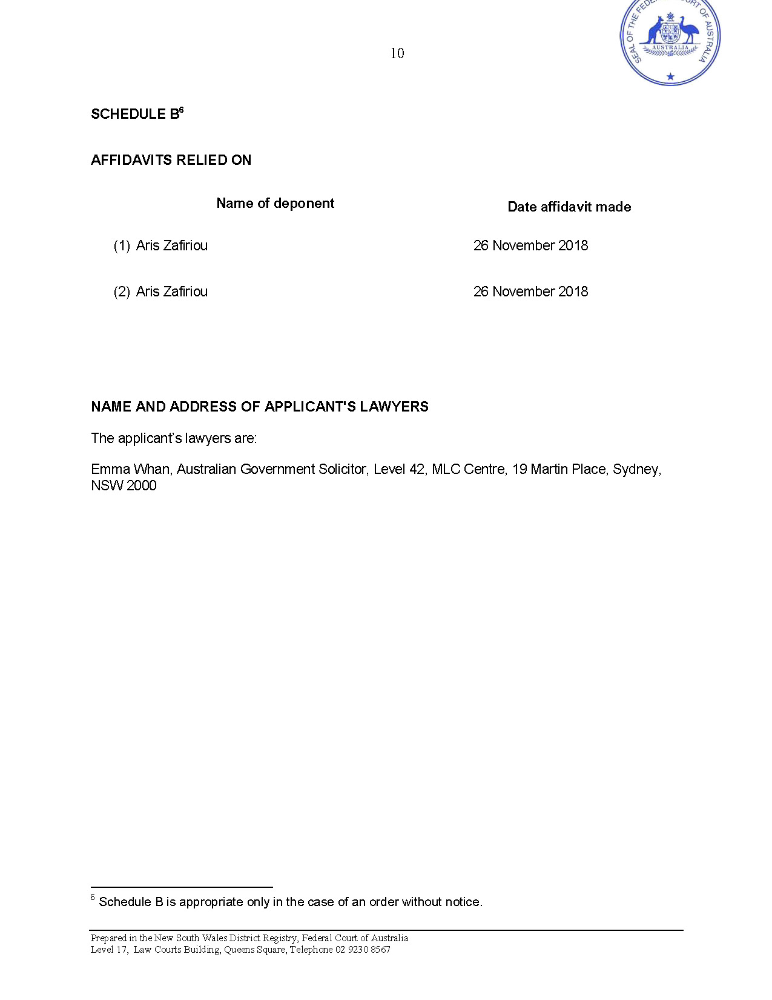 10
SEAL OF THE FEDERAL COURT OF AUSTRALIA
AUSTRALIA
SCHEDULE B⁶
AFFIDAVITS RELIED ON
Name of deponent Date affidavit made
(1) Aris Zafiriou 26 November 2018
(2) Aris Zafiriou 26 November 2018
NAME AND ADDRESS OF APPLICANT'S LAWYERS
The applicant’s lawyers are:
Emma Whan, Australian Government Solicitor, Level 42, MLC Centre, 19 Martin Place, Sydney,
NSW 2000
⁶ Schedule B is appropriate only in the case of an order without notice.
Prepared in the New South Wales District Registry, Federal Court of Australia
Level 17, Law Courts Building, Queens Square, Telephone 02 9230 8567